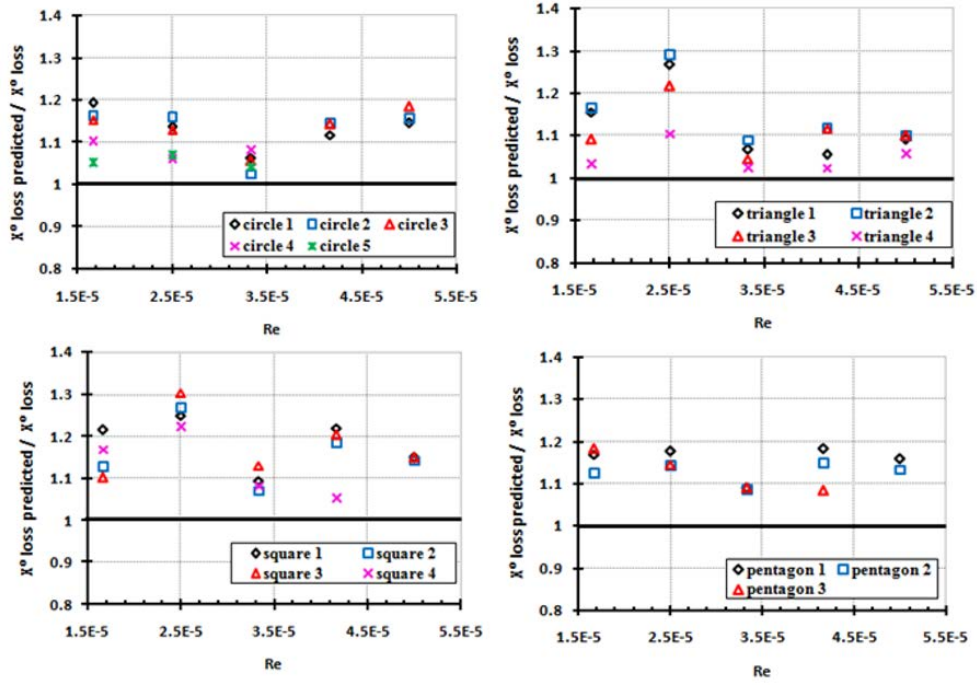 X° loss predicted / X° loss
1.4
1.3
1.2
1.1
1
0.9
0.8
circle 1 circle 2 circle 3
circle 4 circle 5
1.5E-5 2.5E-5 3.5E-5 4.5E-5 5.5E-5
Re
X° loss predicted / X° loss
1.4
1.3
1.2
1.1
1
0.9
0.8
triangle 1 triangle 2
triangle 3 triangle 4
1.5E-5 2.5E-5 3.5E-5 4.5E-5 5.5E-5
Re
X° loss predicted / X° loss
1.4
1.3
1.2
1.1
1
0.9
0.8
square 1 square 2
square 3 square 4
1.5E-5 2.5E-5 3.5E-5 4.5E-5 5.5E-5
Re
X° loss predicted / X° loss
1.4
1.3
1.2
1.1
1
0.9
0.8
pentagon 1 pentagon 2
pentagon 3
1.5E-5 2.5E-5 3.5E-5 4.5E-5 5.5E-5
Re